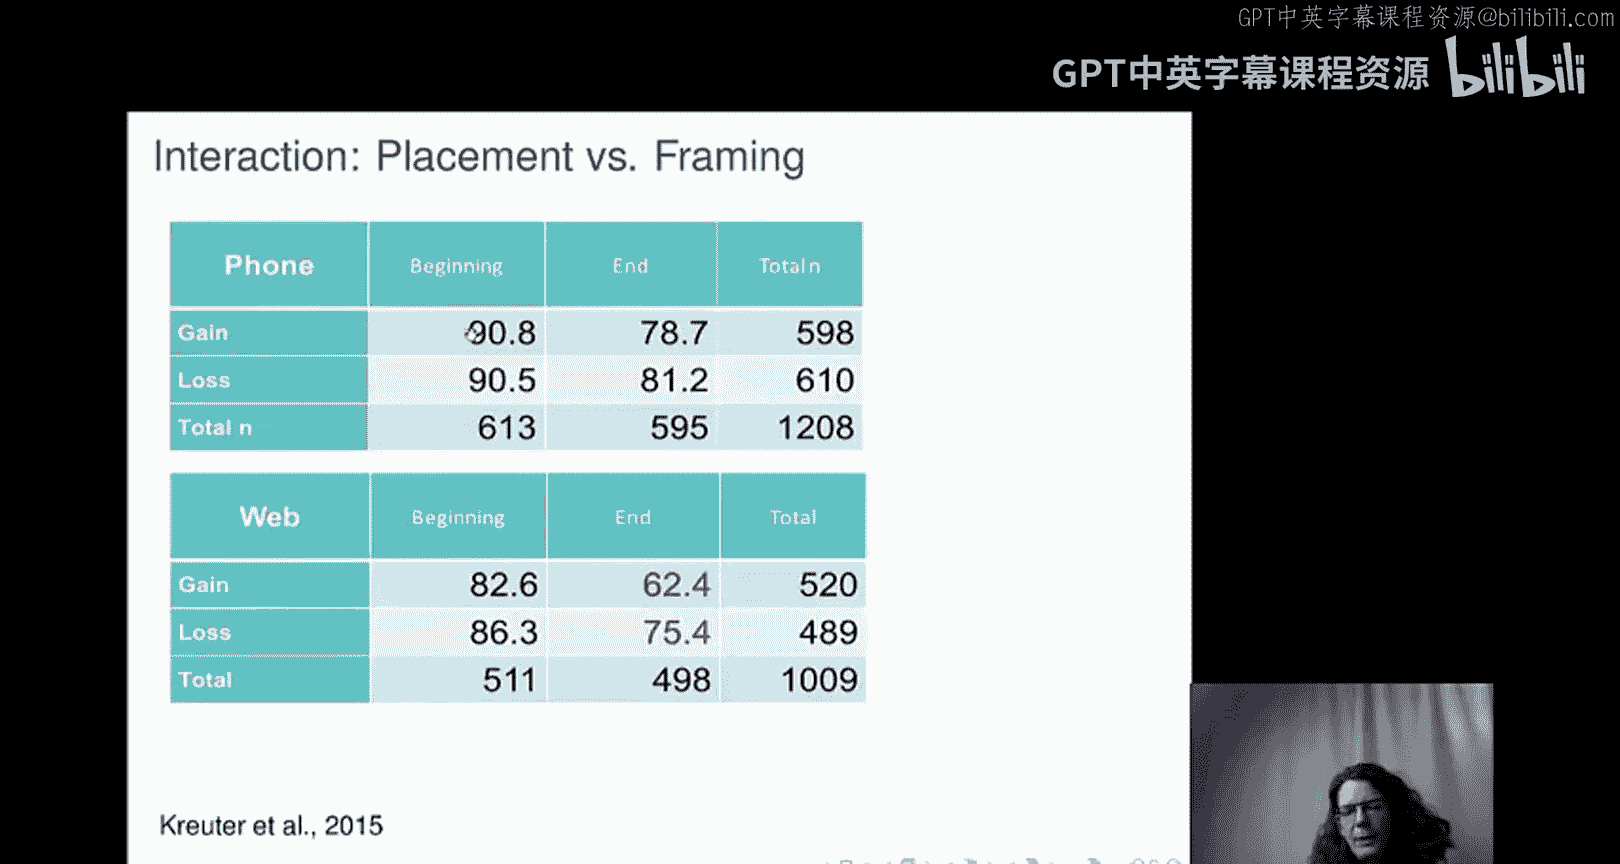 GPT中英字幕课程资源@bilibili.com
GPT中英字幕课程资源 bilibili
Interaction: Placement vs. Framing
Phone Beginning End Total n
Gain 90.8 78.7 598
Loss 90.5 81.2 610
Total n 613 595 1208
Web Beginning End Total
Gain 82.6 62.4 520
Loss 86.3 75.4 489
Total 511 498 1009
Kreuter et al., 2015